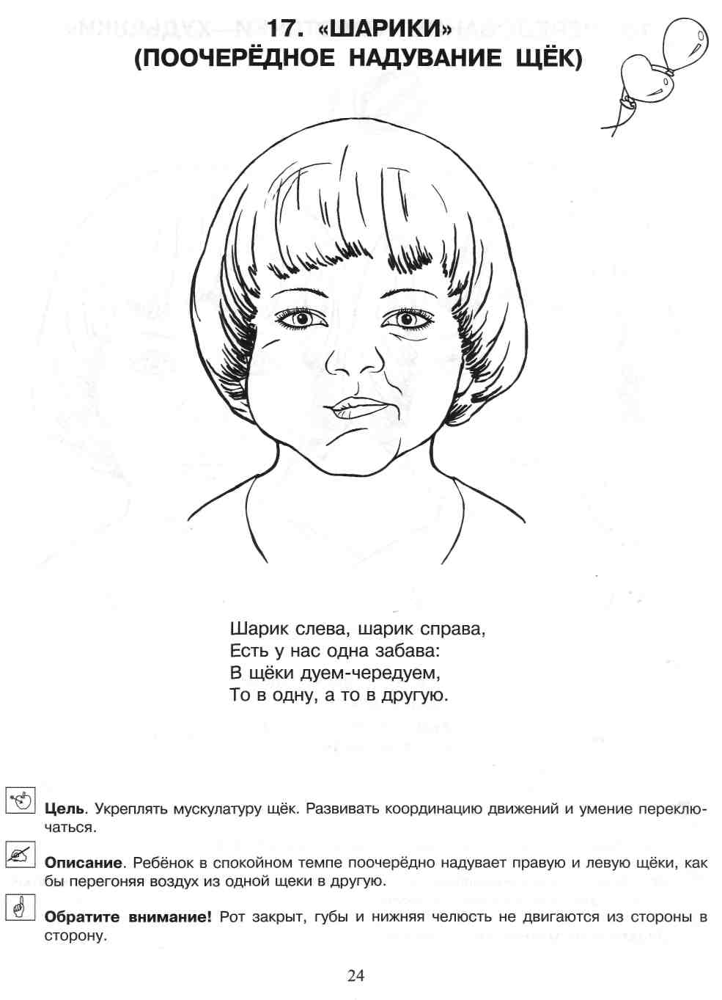 17. «ШАРИКИ»
(ПООЧЕРЁДНОЕ НАДУВАНИЕ ЩЁК)
Шарик слева, шарик справа,
Есть у нас одна забава:
В щёки дуем-чередуем,
То в одну, а то в другую.
Цель. Укреплять мускулатуру щёк. Развивать координацию движений и умение переклю-
чаться.
Описание. Ребёнок в спокойном темпе поочерёдно надувает правую и левую щёки, как
бы перегоняя воздух из одной щеки в другую.
Обратите внимание! Рот закрыт, губы и нижняя челюсть не двигаются из стороны в
сторону.
24